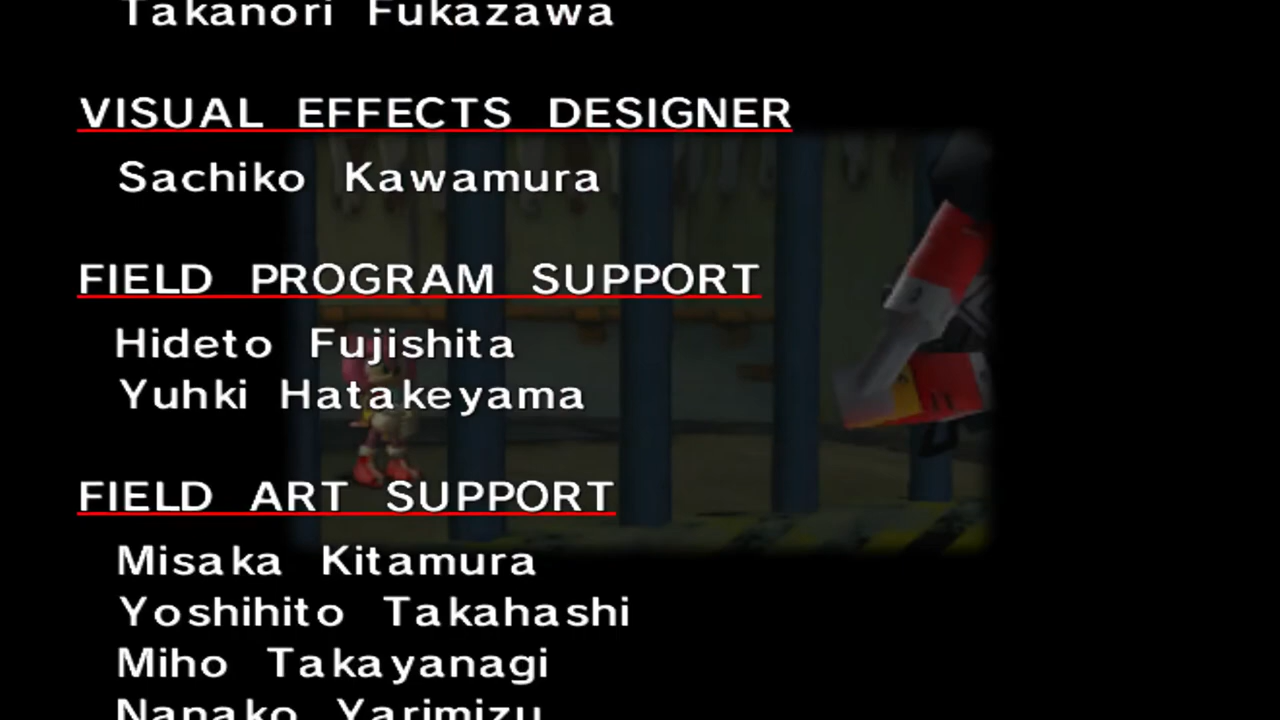 Takanori Fukazawa
VISUAL EFFECTS DESIGNER
Sachiko Kawamura
FIELD PROGRAM SUPPORT
Hideto Fujishita
Yuhki Hatakeyama
FIELD ART SUPPORT
Misaka Kitamura
Yoshihito Takahashi
Miho Takayanagi
Nanako Yarimizu